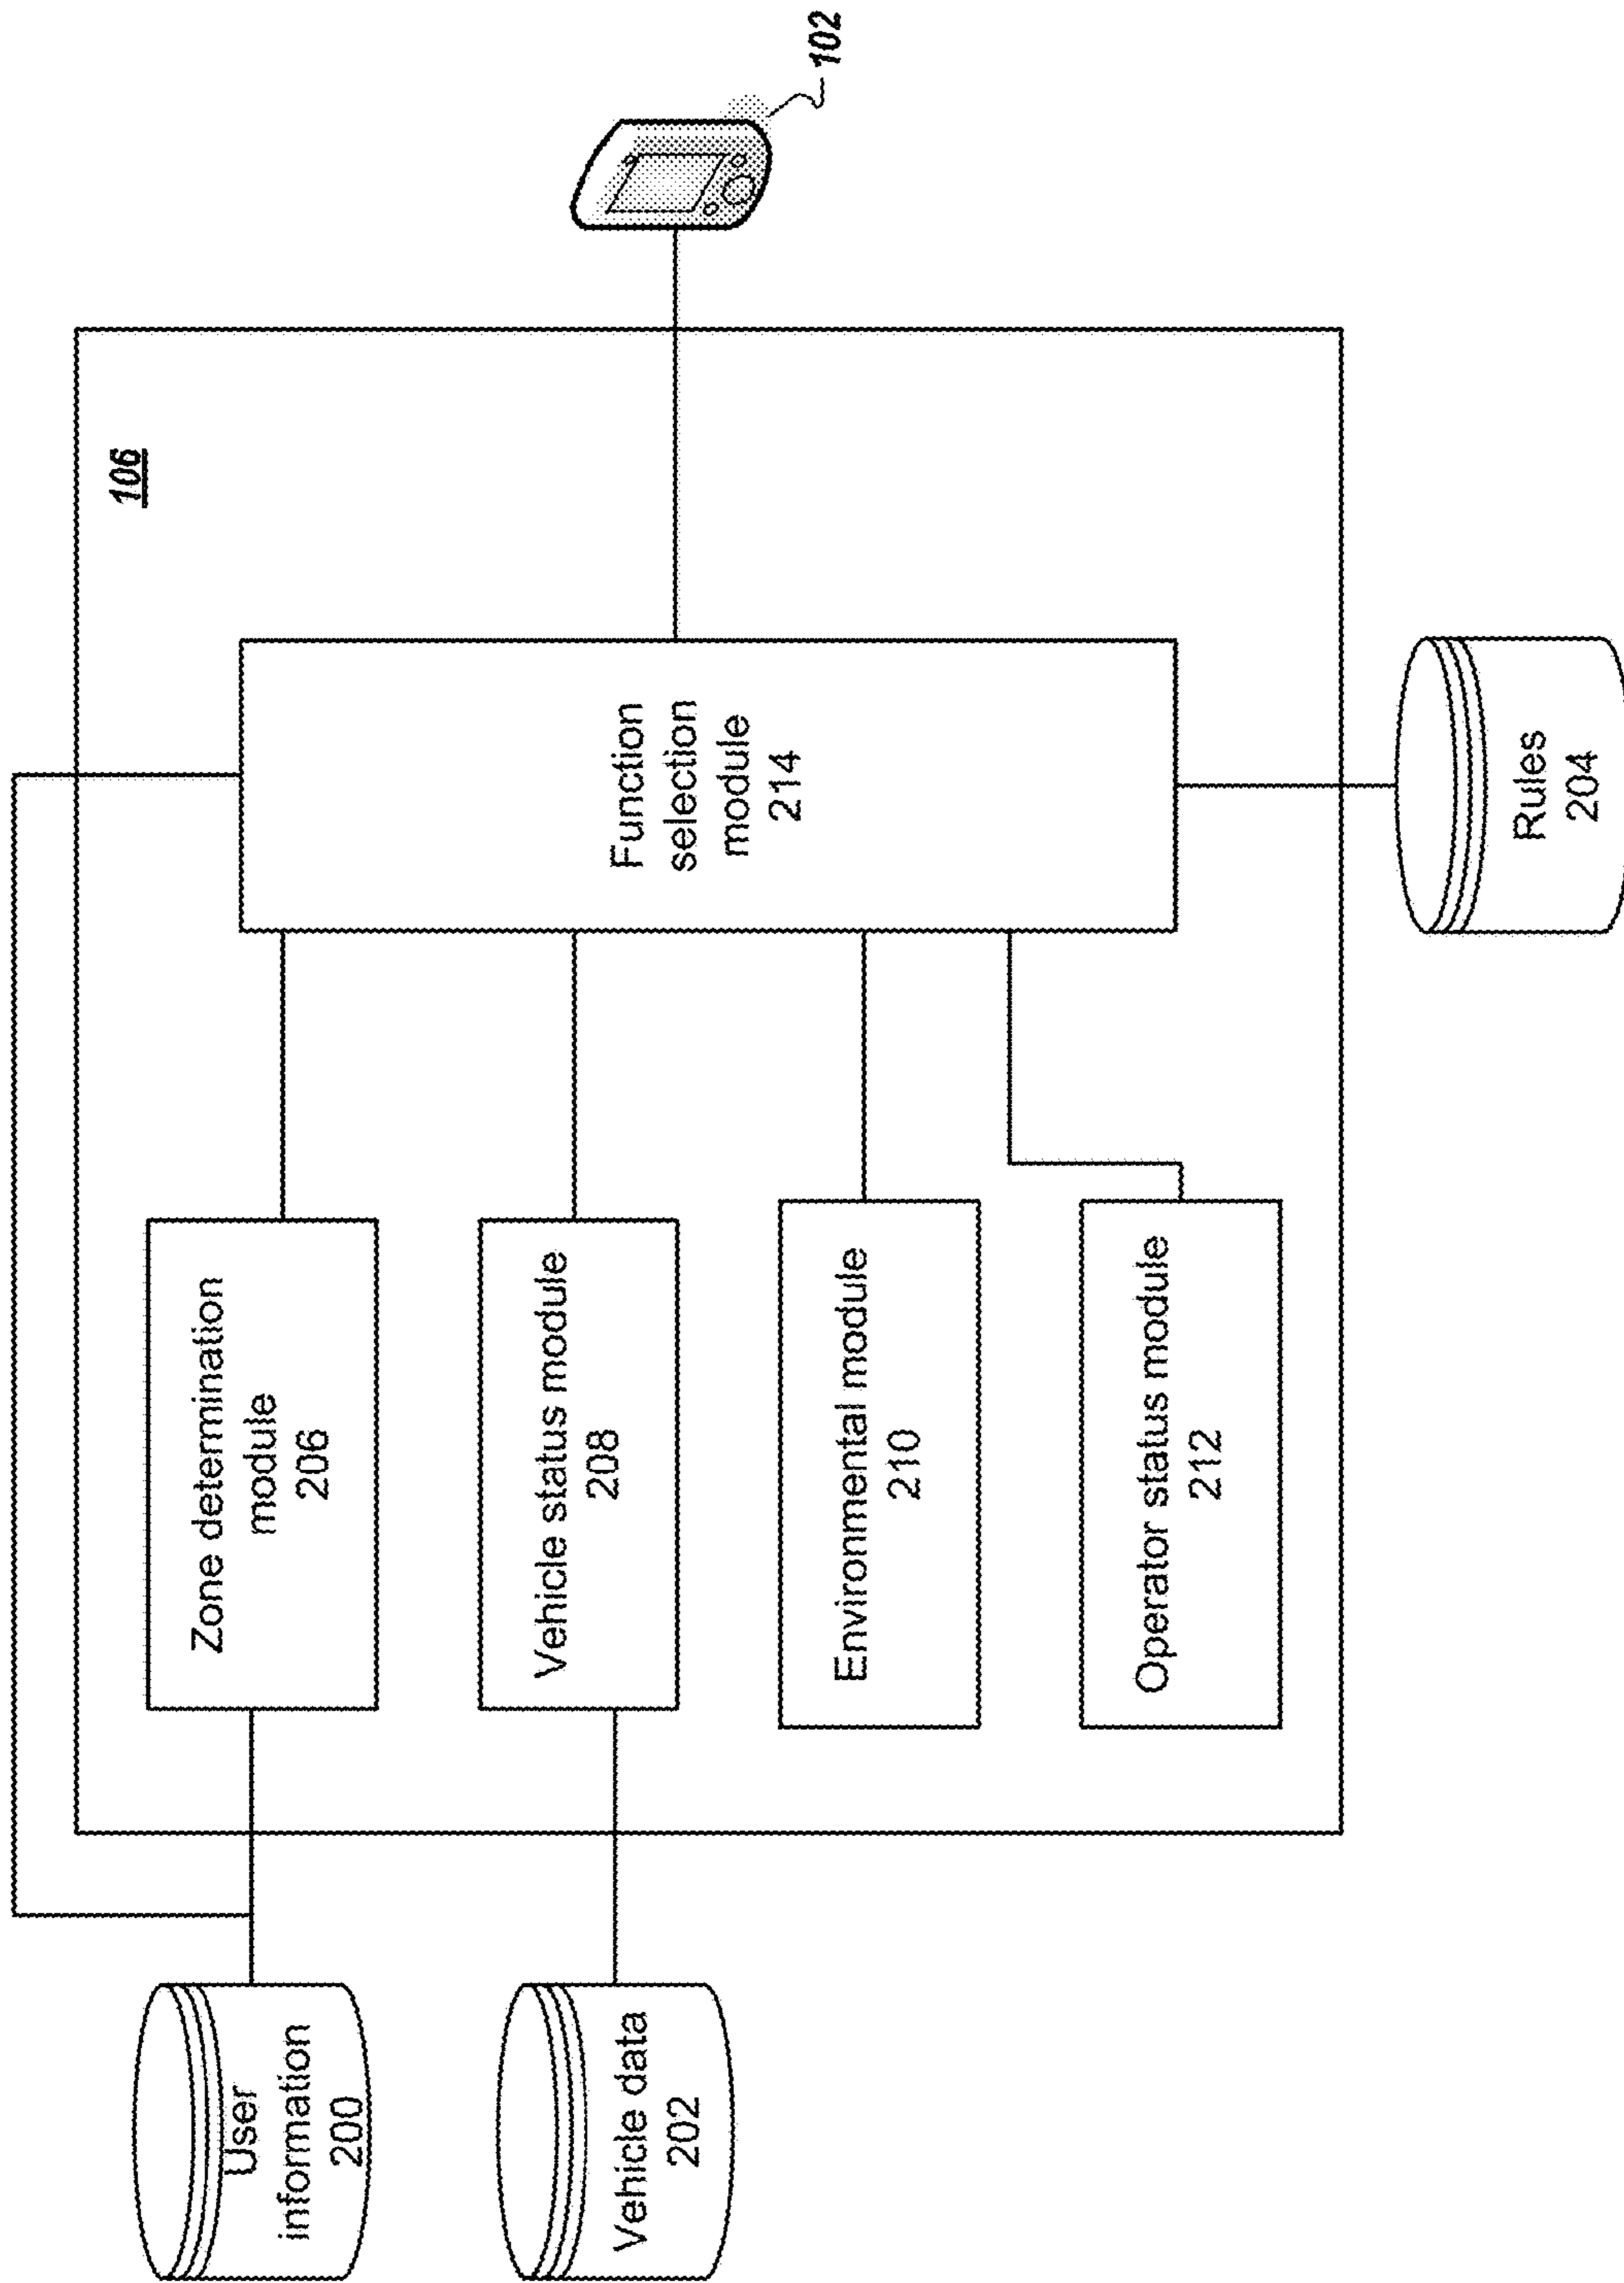 106
102
User
information
200
Zone determination
module
206
Function
selection
module
214
Vehicle data
202
Vehicle status module
208
Environmental module
210
Operator status module
212
Rules
204